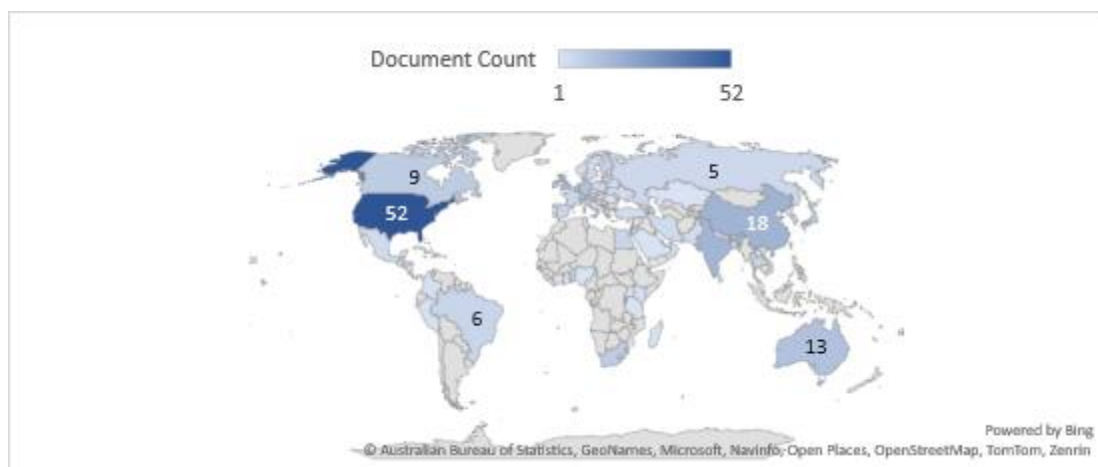 Document Count
1 52
9
5
52
18
6
13
Powered by Bing
© Australian Bureau of Statistics, GeoNames, Microsoft, Navinfo, Open Places, OpenStreetMap, TomTom, Zenrin